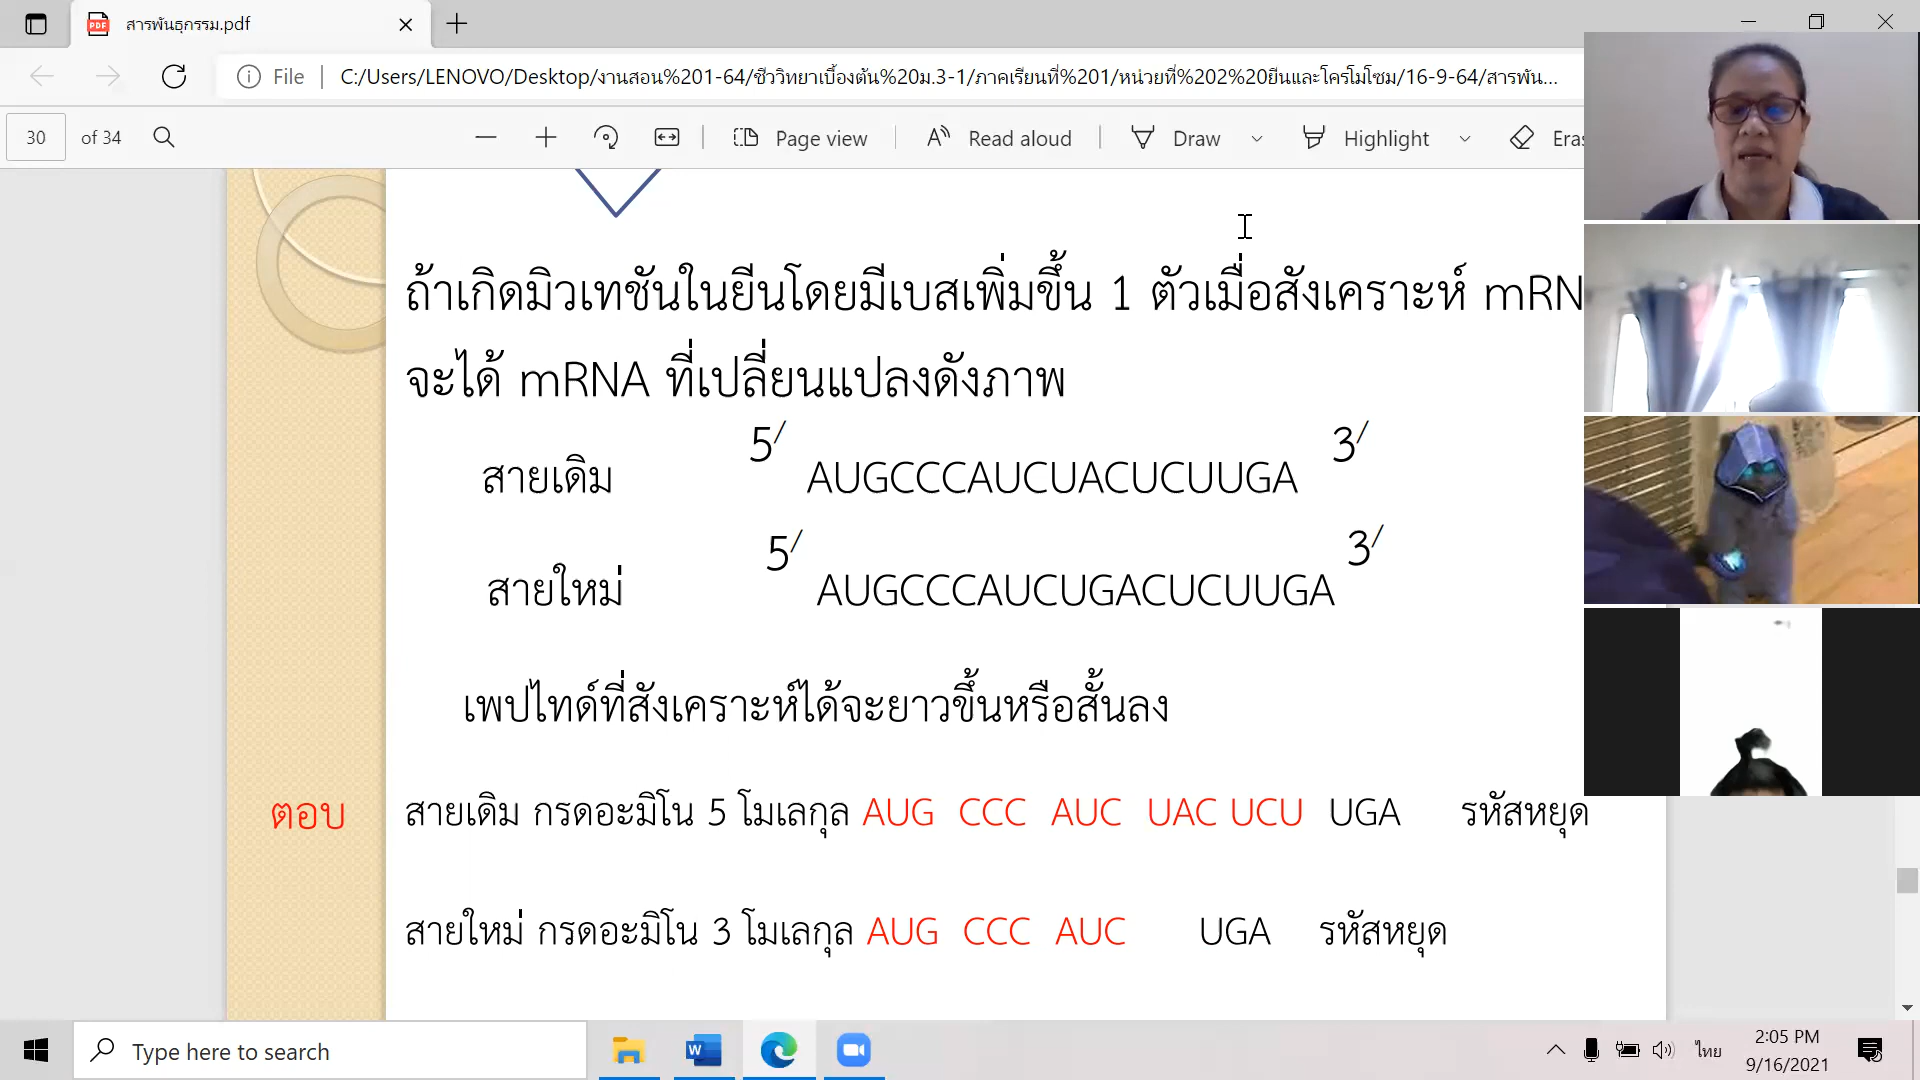 สารพันธุกรรม.pdf
File
C:/Users/LENOVO/Desktop/งานสอน%201-64/ชีววิทยาเบื้องต้น%20ม.3-1/ภาคเรียนที่%201/หน่วยที่%202%20ยีนและโครโมโซม/16-9-64/สารพัน...
30 of 34 Page view Read aloud Draw Highlight Eras
ถ้าเกิดมิวเทชันในยีนโดยมีเบสเพิ่มขึ้น 1 ตัวเมื่อสังเคราะห์ mRN
จะได้ mRNA ที่เปลี่ยนแปลงดังภาพ
สายเดิม 5/ AUGCCCAUCUACUCUUGA 3/
สายใหม่ 5/ AUGCCCAUCUGACUCUUGA 3/
เพปไทด์ที่สังเคราะห์ได้จะยาวขึ้นหรือสั้นลง
ตอบ สายเดิม กรดอะมิโน 5 โมเลกุล AUG CCC AUC UAC UCU UGA รหัสหยุด
สายใหม่ กรดอะมิโน 3 โมเลกุล AUG CCC AUC UGA รหัสหยุด
Type here to search
ไทย
2:05 PM
9/16/2021